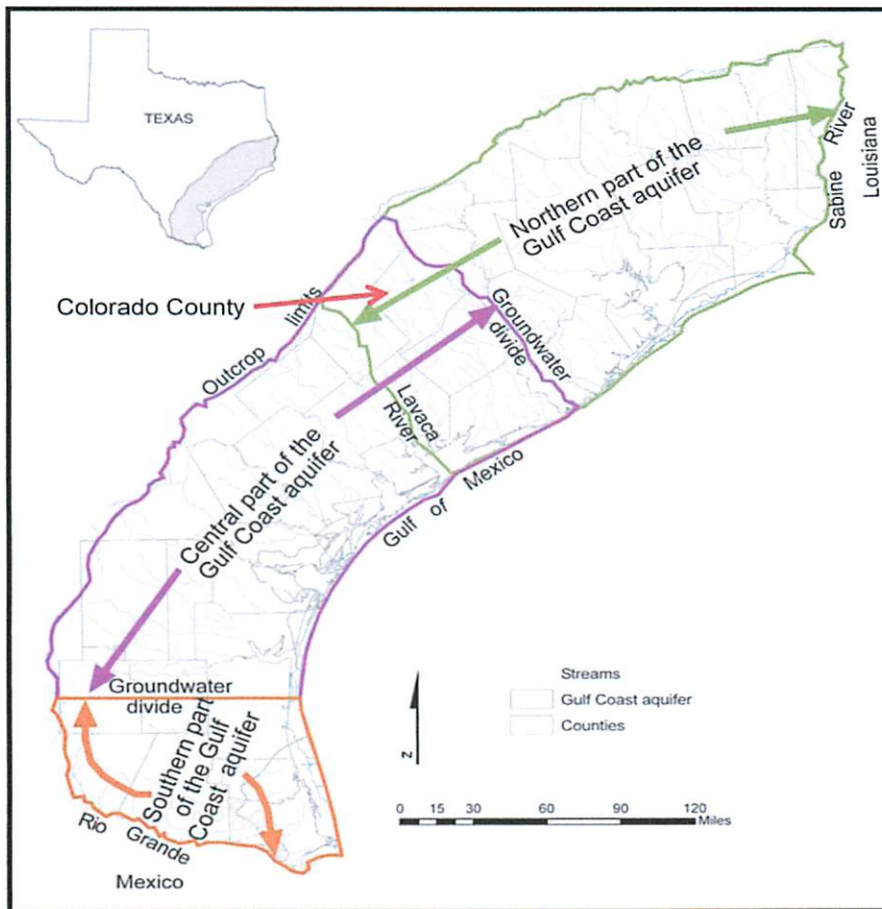 TEXAS
Northern part of the
Gulf Coast aquifer
Sabine
River
Louisiana
Colorado County
Outcrop
limits
Groundwater
divide
Lavaca
River
Central part of the
Gulf Coast aquifer
Gulf of Mexico
Groundwater
divide
Southern part
of the Gulf
Coast aquifer
Rio Grande
Mexico
Streams
Gulf Coast aquifer
Counties
N
0 15 30 60 90 120
Miles